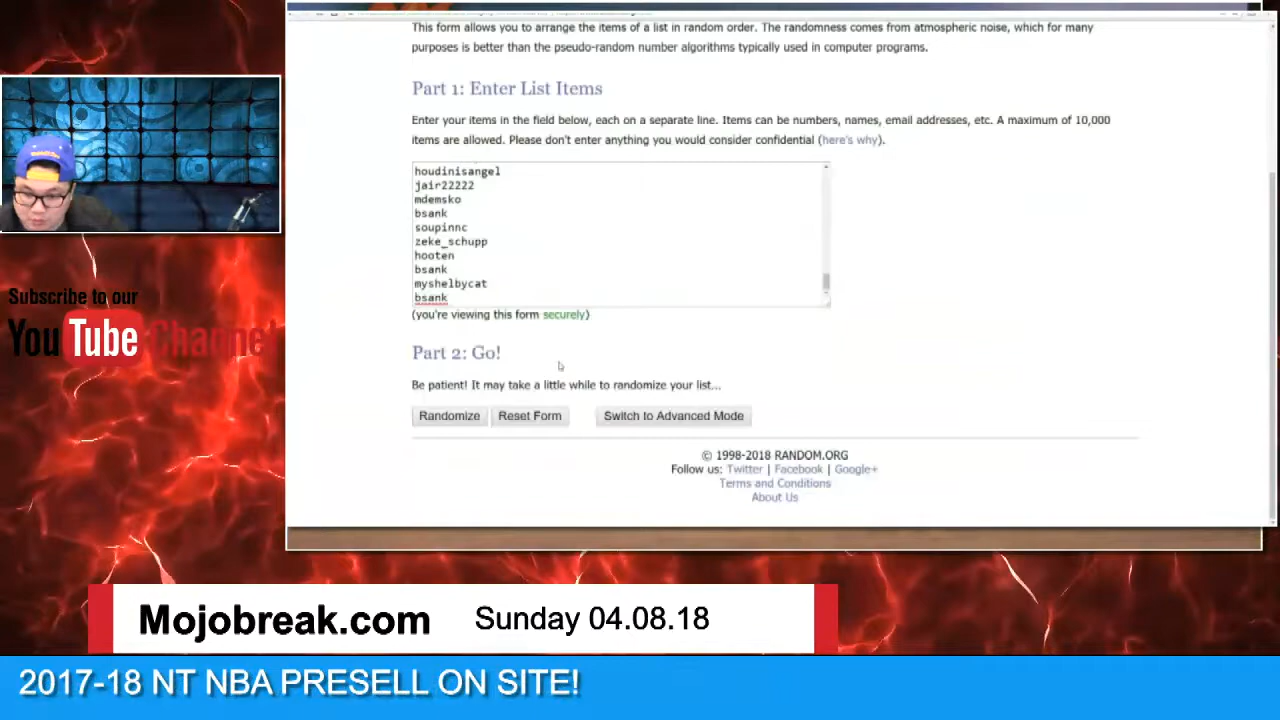 This form allows you to arrange the items of a list in random order. The randomness comes from atmospheric noise, which for many
purposes is better than the pseudo-random number algorithms typically used in computer programs.
Part 1: Enter List Items
Enter your items in the field below, each on a separate line. Items can be numbers, names, email addresses, etc. A maximum of 10,000
items are allowed. Please don't enter anything you would consider confidential (here's why).
houdinisangel
jair22222
mdemsko
bsank
soupinnc
zeke_schupp
hooten
bsank
myshelbycat
bsank
(you're viewing this form securely)
Part 2: Go!
Be patient! It may take a little while to randomize your list...
Randomize Reset Form Switch to Advanced Mode
© 1998-2018 RANDOM.ORG
Follow us: Twitter | Facebook | Google+
Terms and Conditions
About Us
Subscribe to our
YouTube Channel
Mojobreak.com Sunday 04.08.18
2017-18 NT NBA PRESELL ON SITE!